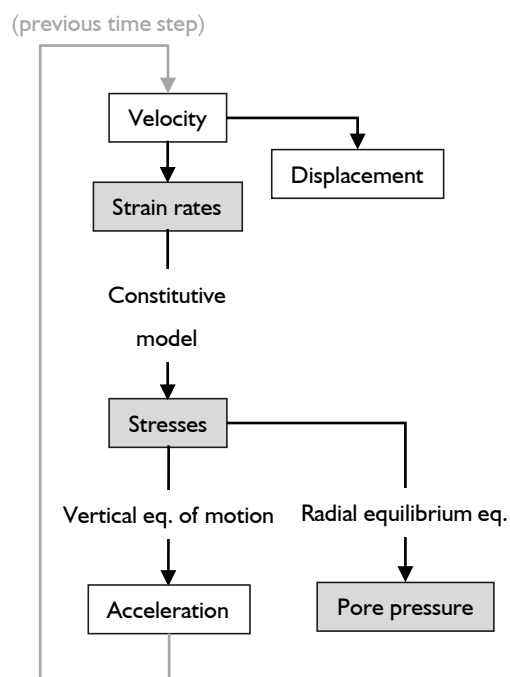 (previous time step)
Velocity
Displacement
Strain rates
Constitutive
model
Stresses
Vertical eq. of motion
Radial equilibrium eq.
Acceleration
Pore pressure